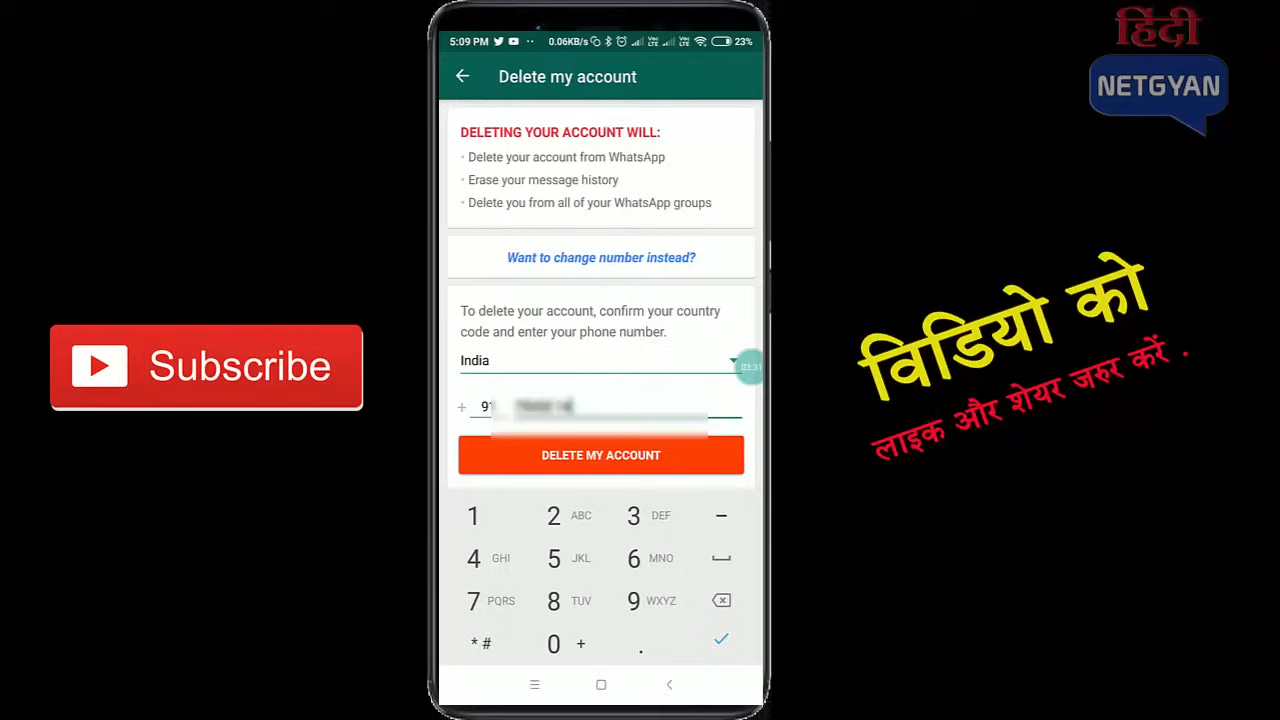 हिंदी
NETGYAN
5:09 PM ·· 0.06KB/s 23%
Delete my account
DELETING YOUR ACCOUNT WILL:
· Delete your account from WhatsApp
· Erase your message history
· Delete you from all of your WhatsApp groups
Want to change number instead?
To delete your account, confirm your country
code and enter your phone number.
India
03:31
+ 91
DELETE MY ACCOUNT
1 2 ABC 3 DEF –
4 GHI 5 JKL 6 MNO
7 PQRS 8 TUV 9 WXYZ
* # 0 + .
Subscribe
विडियो को
लाइक और शेयर जरुर करें .